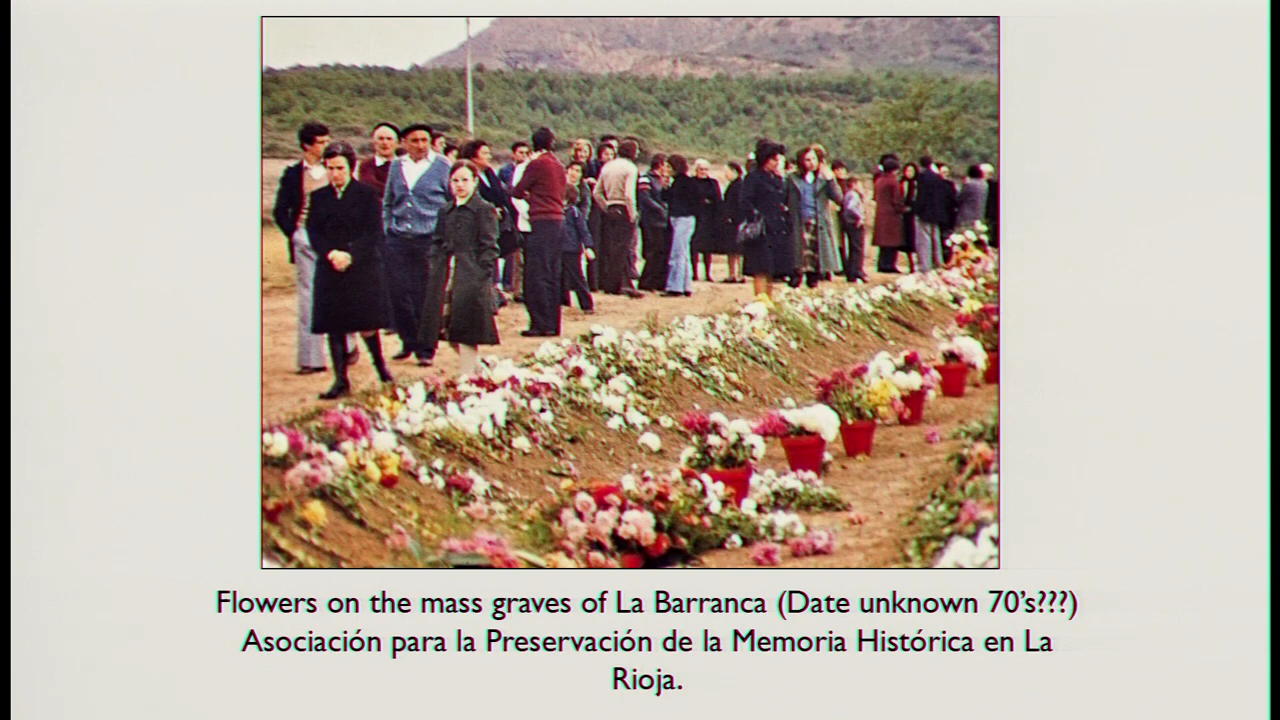 Flowers on the mass graves of La Barranca (Date unknown 70's???)
Asociación para la Preservación de la Memoria Histórica en La
Rioja.